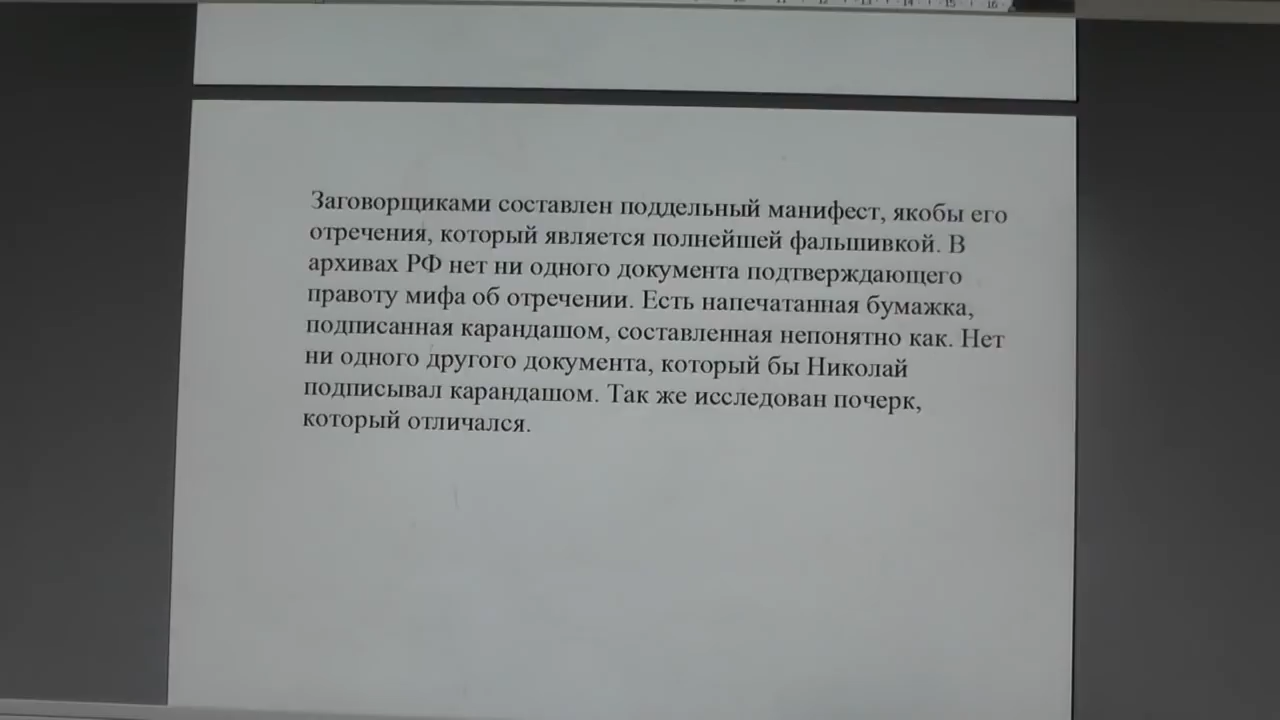 Заговорщиками составлен поддельный манифест, якобы его
отречения, который является полнейшей фальшивкой. В
архивах РФ нет ни одного документа подтверждающего
правоту мифа об отречении. Есть напечатанная бумажка,
подписанная карандашом, составленная непонятно как. Нет
ни одного другого документа, который бы Николай
подписывал карандашом. Так же исследован почерк,
который отличался.